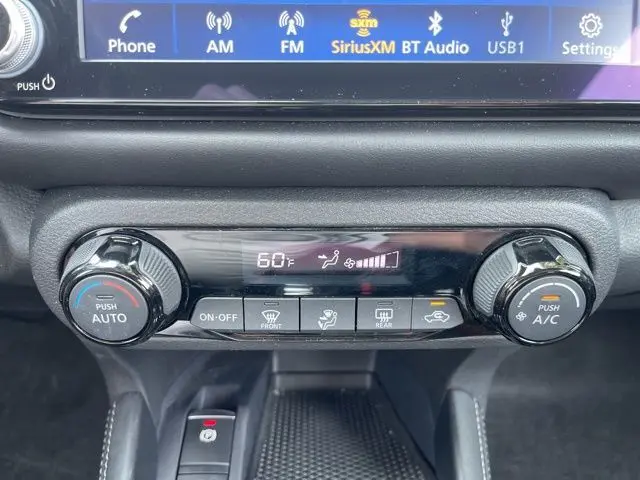 sxm
Phone AM FM SiriusXM BT Audio USB1 Settings
PUSH
60°F
PUSH
AUTO
ON·OFF
FRONT
REAR
PUSH
A/C